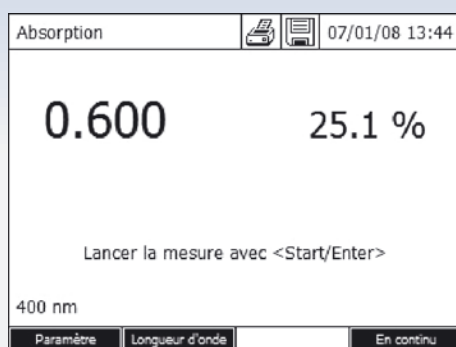 Absorption 07/01/08 13:44
0.600 25.1 %
Lancer la mesure avec <Start/Enter>
400 nm
Paramètre Longueur d'onde En continu